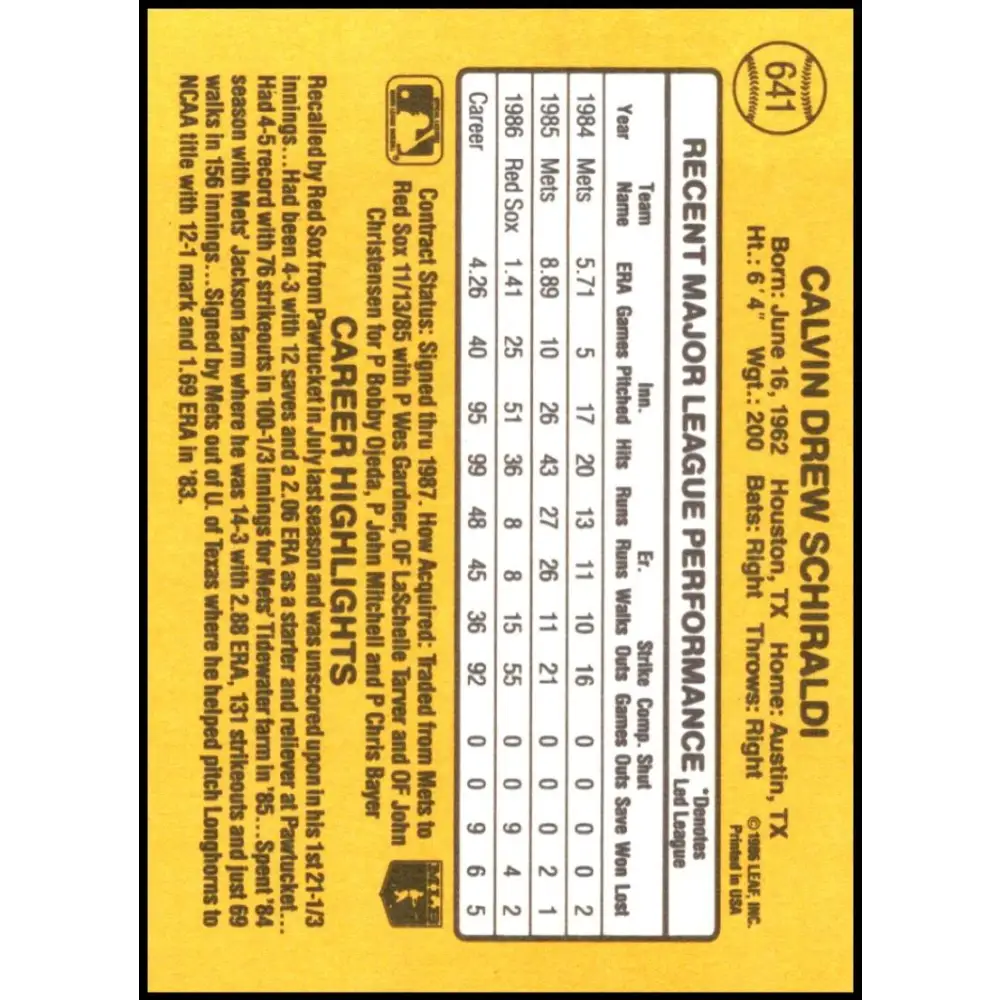 641
CALVIN DREW SCHIRALDI
Born: June 16, 1962 Houston, TX Home: Austin, TX
Ht.: 6'4" Wgt.: 200 Bats: Right Throws: Right
© 1986 LEAF, INC.
Printed in USA
RECENT MAJOR LEAGUE PERFORMANCE *Denotes Led League
Year Team Name ERA Games Inn. Pitched Hits Runs Er. Runs Walks Strike Outs Comp. Games Shut Outs Save Won Lost
1984 Mets 5.71 5 17 20 13 11 10 16 0 0 0 0 2
1985 Mets 8.89 10 26 43 27 26 11 21 0 0 0 2 1
1986 Red Sox 1.41 25 51 36 8 8 15 55 0 0 9 4 2
Career 4.26 40 95 99 48 45 36 92 0 0 9 6 5
Contract Status: Signed thru 1987. How Acquired: Traded from Mets to
Red Sox 11/13/85 with P Wes Gardner, OF LaSchelle Tarver and OF John
Christensen for P Bobby Ojeda, P John Mitchell and P Chris Bayer
MLB
CAREER HIGHLIGHTS
Recalled by Red Sox from Pawtucket in July last season and was unscored upon in his 1st 21-1/3
innings...Had been 4-3 with 12 saves and a 2.06 ERA as a starter and reliever at Pawtucket...
Had 4-5 record with 76 strikeouts in 100-1/3 innings for Mets' Tidewater farm in '85...Spent '84
season with Mets' Jackson farm where he was 14-3 with 2.88 ERA, 131 strikeouts and just 69
walks in 156 innings...Signed by Mets out of U. of Texas where he helped pitch Longhorns to
NCAA title with 12-1 mark and 1.69 ERA in '83.